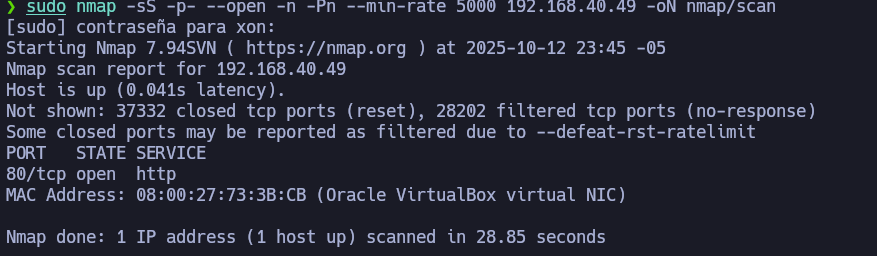 ❯ sudo nmap -sS -p- --open -n -Pn --min-rate 5000 192.168.40.49 -oN nmap/scan
[sudo] contraseña para xon:
Starting Nmap 7.94SVN ( https://nmap.org ) at 2025-10-12 23:45 -05
Nmap scan report for 192.168.40.49
Host is up (0.041s latency).
Not shown: 37332 closed tcp ports (reset), 28202 filtered tcp ports (no-response)
Some closed ports may be reported as filtered due to --defeat-rst-ratelimit
PORT   STATE SERVICE
80/tcp open  http
MAC Address: 08:00:27:73:3B:CB (Oracle VirtualBox virtual NIC)
Nmap done: 1 IP address (1 host up) scanned in 28.85 seconds